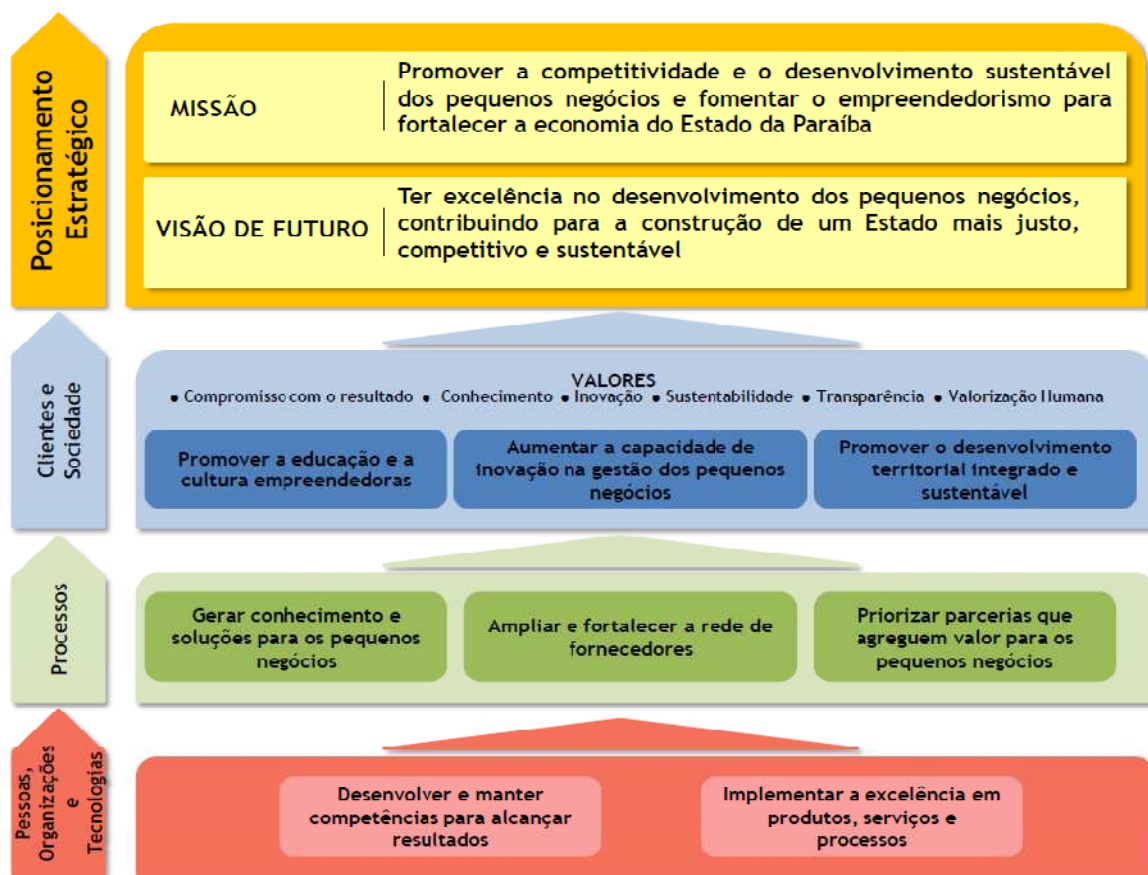 Posicionamento
Estratégico
MISSÃO
Promover a competitividade e o desenvolvimento sustentável
dos pequenos negócios e fomentar o empreendedorismo para
fortalecer a economia do Estado da Paraíba
VISÃO DE FUTURO
Ter excelência no desenvolvimento dos pequenos negócios,
contribuindo para a construção de um Estado mais justo,
competitivo e sustentável
Clientes e
Sociedade
VALORES
• Compromisso com o resultado • Conhecimento • Inovação • Sustentabilidade • Transparência • Valorização Humana
Promover a educação e a
cultura empreendedoras
Aumentar a capacidade de
inovação na gestão dos pequenos
negócios
Promover o desenvolvimento
territorial integrado e
sustentável
Processos
Gerar conhecimento e
soluções para os pequenos
negócios
Ampliar e fortalecer a rede de
fornecedores
Priorizar parcerias que
agreguem valor para os
pequenos negócios
Pessoas,
Organizações
e
Tecnologias
Desenvolver e manter
competências para alcançar
resultados
Implementar a excelência em
produtos, serviços e
processos